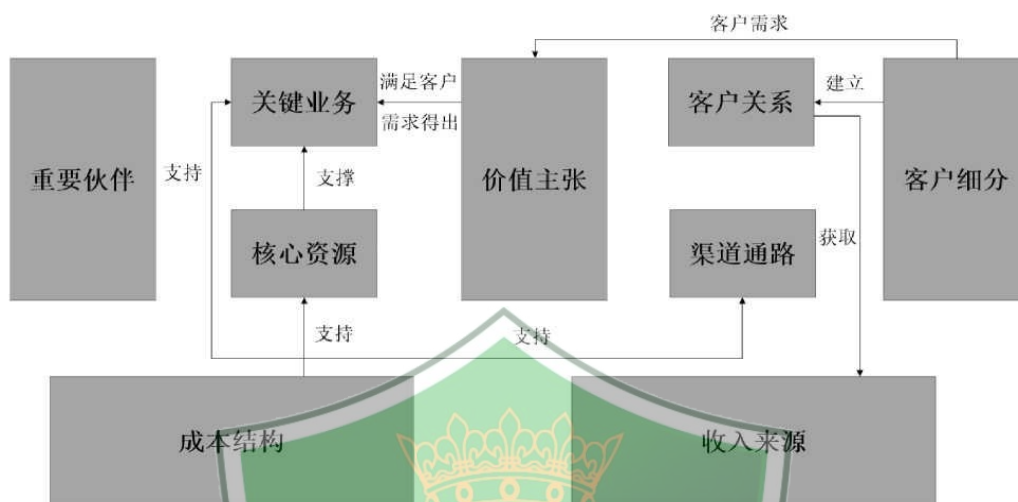 客户需求
关键业务
满足客户
需求得出
客户关系
建立
重要伙伴
支持
支撑
价值主张
客户细分
核心资源
渠道通路
获取
支持
支持
成本结构
收入来源